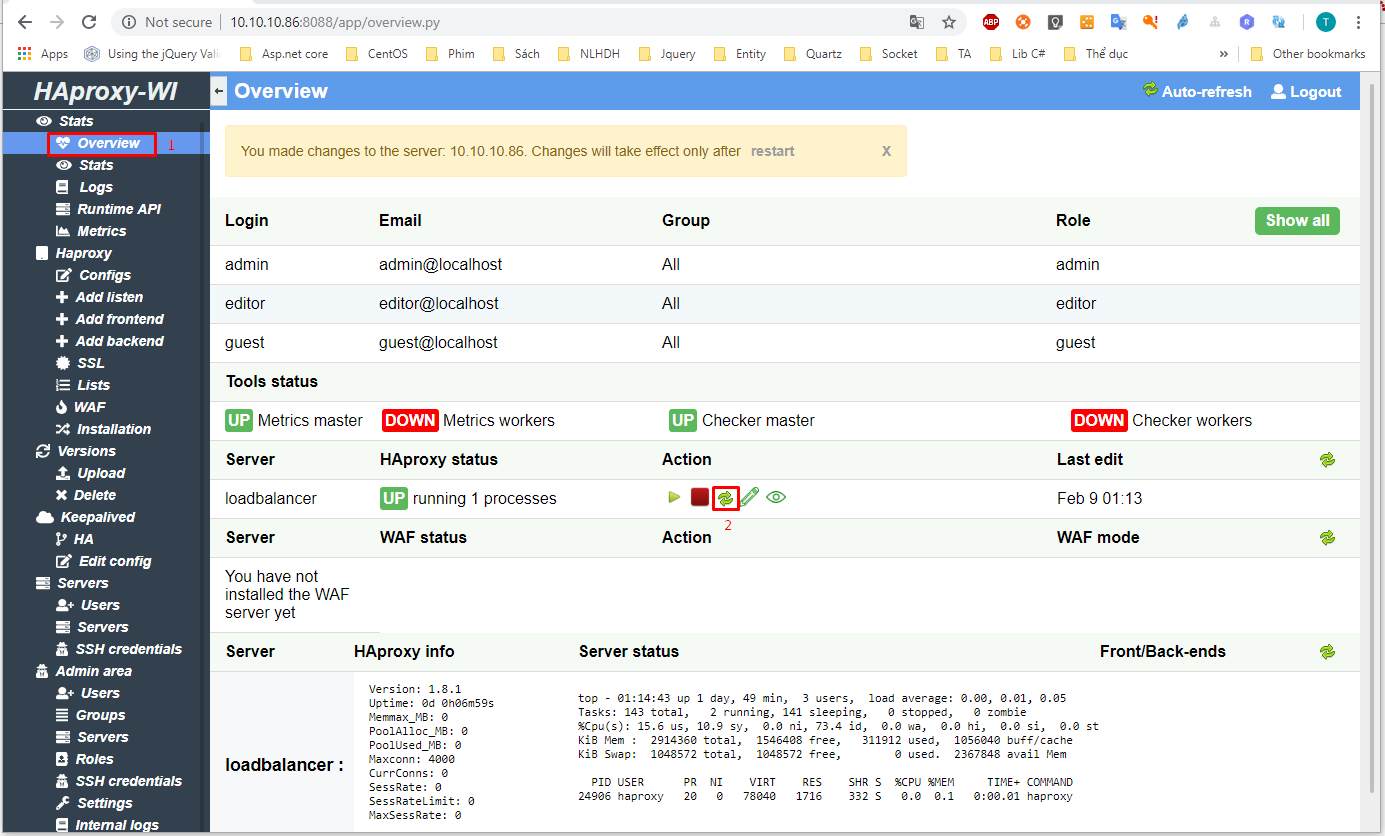 Not secure | 10.10.10.86:8088/app/overview.py
ABP
T
Apps Using the jQuery Vali Asp.net core CentOS Phim Sách NLHDH Jquery Entity Quartz Socket TA Lib C# Thể dục » Other bookmarks
HAproxy-WI
Overview
Auto-refresh Logout
Stats
Overview 1
Stats
Logs
Runtime API
Metrics
Haproxy
Configs
Add listen
Add frontend
Add backend
SSL
Lists
WAF
Installation
Versions
Upload
Delete
Keepalived
HA
Edit config
Servers
Users
Servers
SSH credentials
Admin area
Users
Groups
Servers
Roles
SSH credentials
Settings
Internal logs
You made changes to the server: 10.10.10.86. Changes will take effect only after restart X
Login Email Group Role Show all
admin admin@localhost All admin
editor editor@localhost All editor
guest guest@localhost All guest
Tools status
UP Metrics master DOWN Metrics workers UP Checker master DOWN Checker workers
Server HAproxy status Action Last edit
loadbalancer UP running 1 processes Feb 9 01:13
2
Server WAF status Action WAF mode
You have not
installed the WAF
server yet
Server HAproxy info Server status Front/Back-ends
loadbalancer :
Version: 1.8.1
Uptime: 0d 0h06m59s
Memmax_MB: 0
PoolAlloc_MB: 0
PoolUsed_MB: 0
Maxconn: 4000
CurrConns: 0
SessRate: 0
SessRateLimit: 0
MaxSessRate: 0
top - 01:14:43 up 1 day, 49 min, 3 users, load average: 0.00, 0.01, 0.05
Tasks: 143 total, 2 running, 141 sleeping, 0 stopped, 0 zombie
%Cpu(s): 15.6 us, 10.9 sy, 0.0 ni, 73.4 id, 0.0 wa, 0.0 hi, 0.0 si, 0.0 st
KiB Mem : 2914360 total, 1546408 free, 311912 used, 1056040 buff/cache
KiB Swap: 1048572 total, 1048572 free, 0 used. 2367848 avail Mem
PID USER PR NI VIRT RES SHR S %CPU %MEM TIME+ COMMAND
24906 haproxy 20 0 78040 1716 332 S 0.0 0.1 0:00.01 haproxy